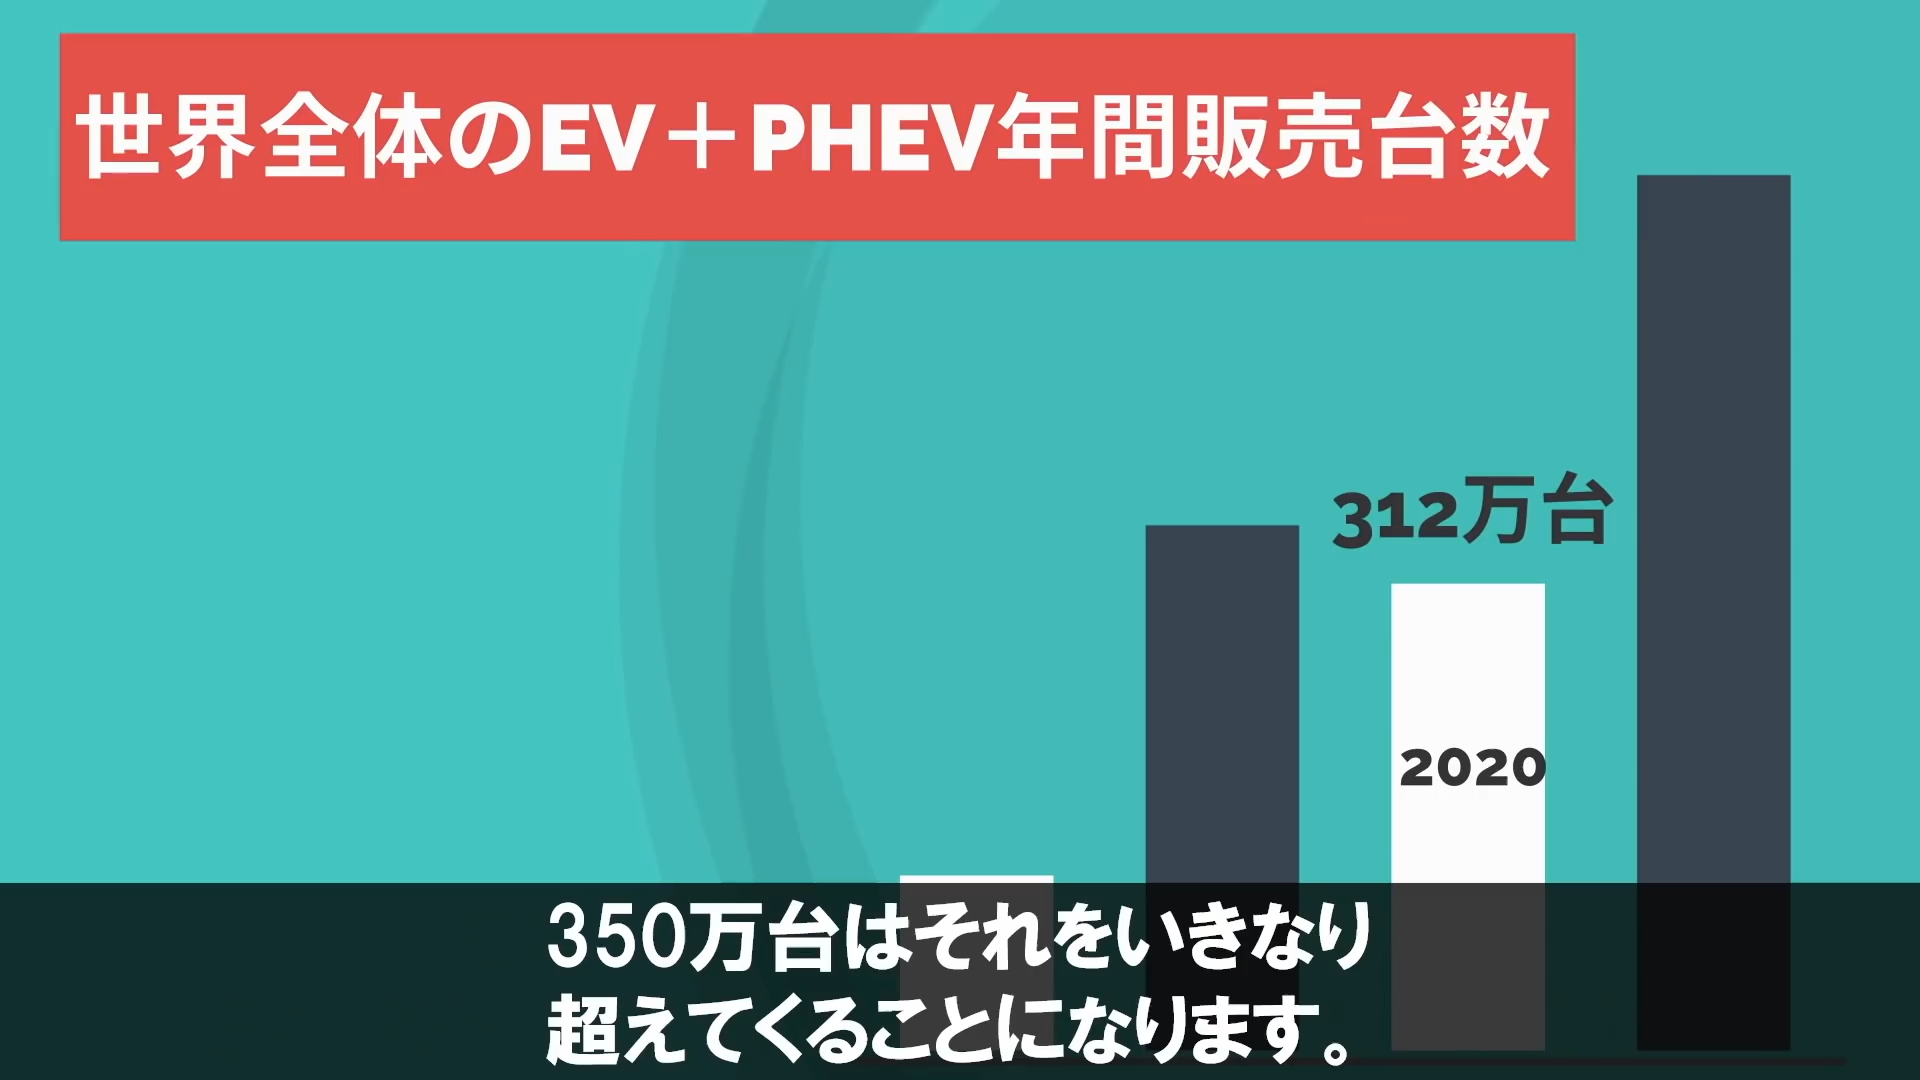 世界全体のEV＋PHEV年間販売台数
312万台
2020
350万台はそれをいきなり
超えてくることになります。